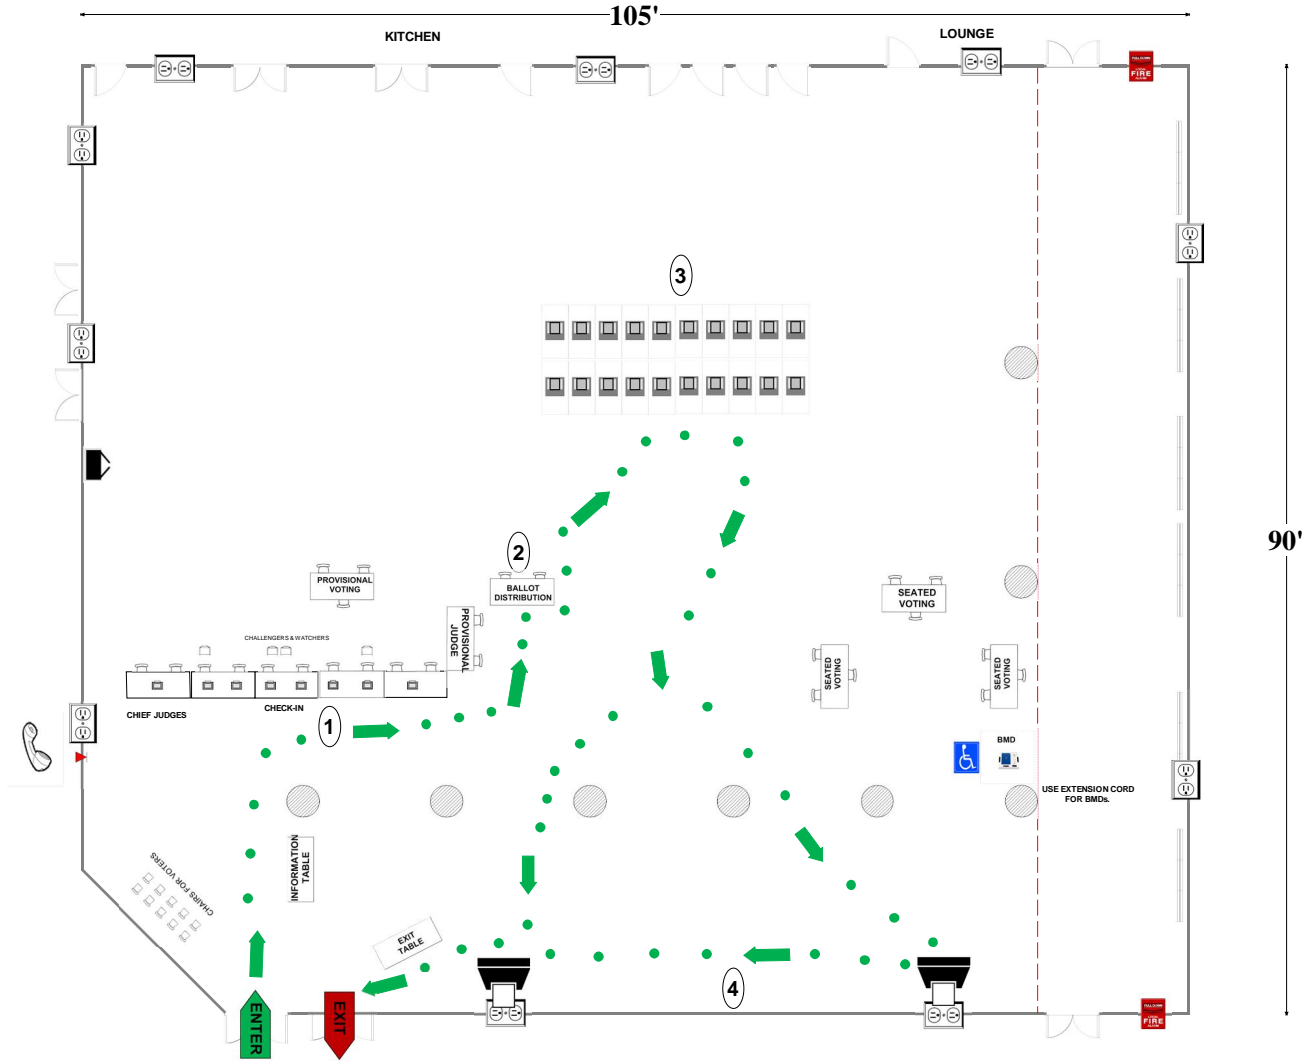 105'
KITCHEN
LOUNGE
FIRE
3
90'
2
PROVISIONAL
VOTING
BALLOT
DISTRIBUTION
SEATED
VOTING
PROVISIONAL
JUDGE
CHALLENGERS & WATCHERS
SEATED
VOTING
SEATED
VOTING
CHIEF JUDGES
CHECK-IN
1
BMD
USE EXTENSION CORD
FOR BMDs.
INFORMATION
TABLE
CHAIRS FOR VOTERS
EXIT
TABLE
4
ENTER
EXIT
FIRE